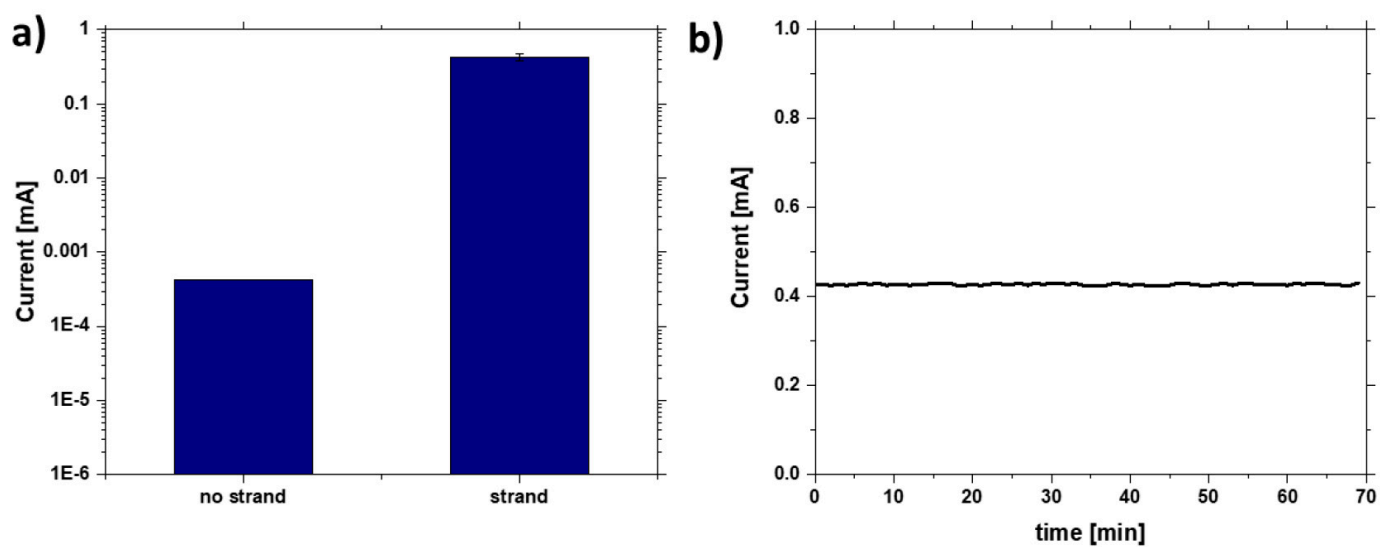 a)
Current [mA]
1
0.1
0.01
0.001
1E-4
1E-5
1E-6
no strand
strand
b)
Current [mA]
1.0
0.8
0.6
0.4
0.2
0.0
0 10 20 30 40 50 60 70
time [min]